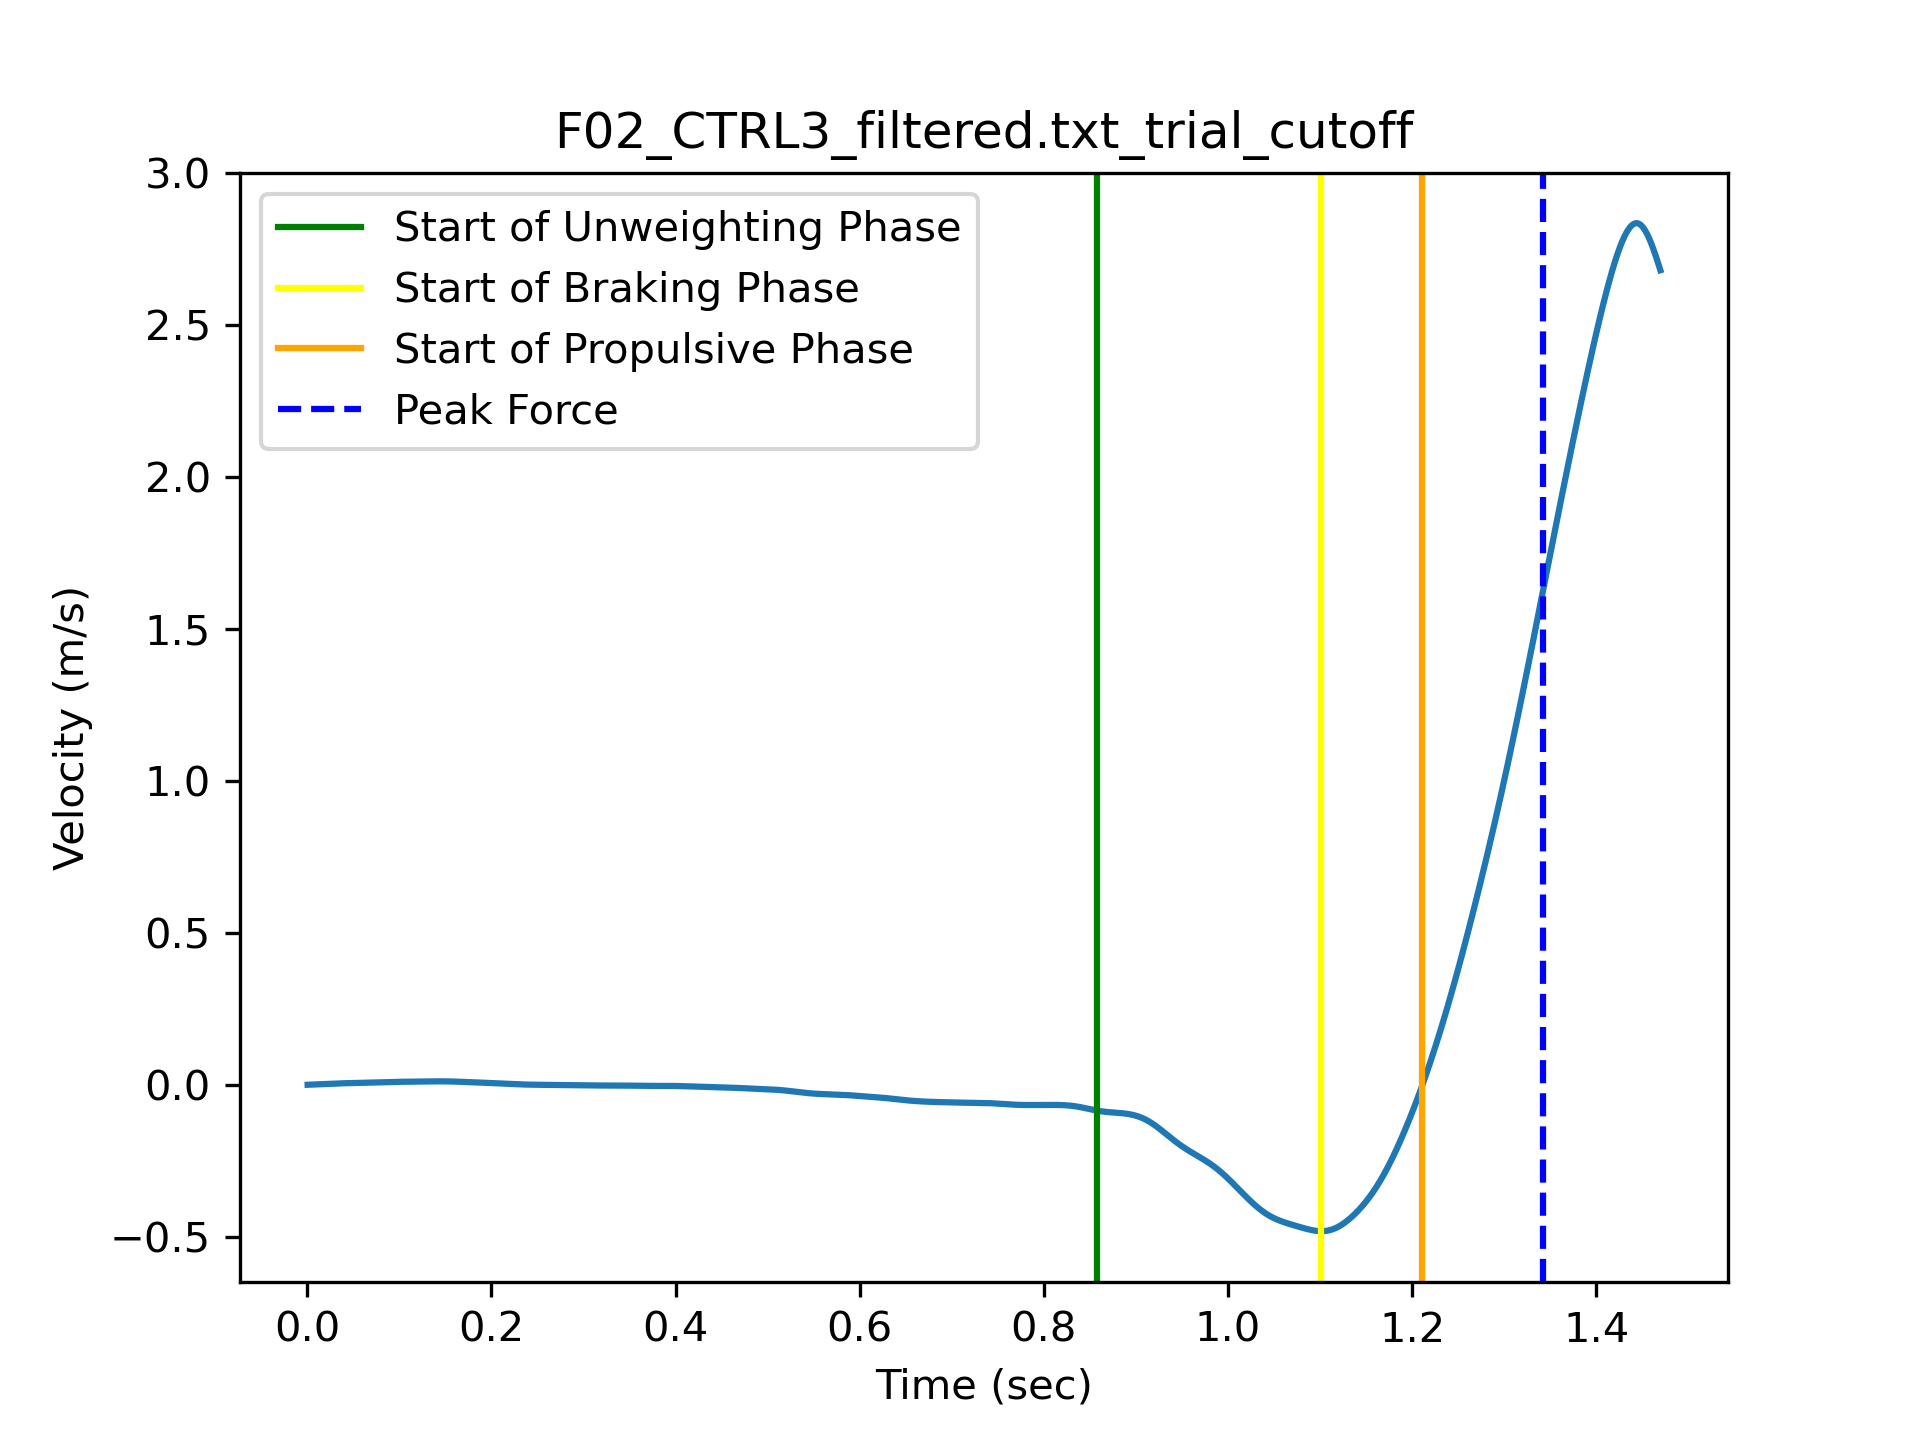 F02_CTRL3_filtered.txt_trial_cutoff
3.0
2.5
2.0
1.5
1.0
0.5
0.0
−0.5
Velocity (m/s)
Start of Unweighting Phase
Start of Braking Phase
Start of Propulsive Phase
Peak Force
0.0 0.2 0.4 0.6 0.8 1.0 1.2 1.4
Time (sec)